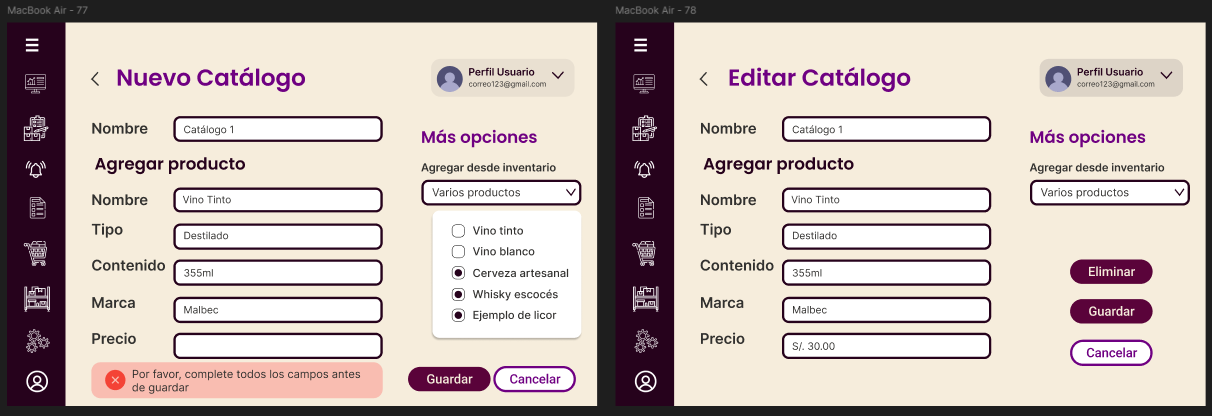 MacBook Air - 77
Nuevo Catálogo
Perfil Usuario
correo123@gmail.com
Nombre
Catálogo 1
Agregar producto
Nombre
Vino Tinto
Tipo
Destilado
Contenido
355ml
Marca
Malbec
Precio
Por favor, complete todos los campos antes
de guardar
Más opciones
Agregar desde inventario
Varios productos
Vino tinto
Vino blanco
Cerveza artesanal
Whisky escocés
Ejemplo de licor
Guardar
Cancelar
MacBook Air - 78
Editar Catálogo
Perfil Usuario
correo123@gmail.com
Nombre
Catálogo 1
Agregar producto
Nombre
Vino Tinto
Tipo
Destilado
Contenido
355ml
Marca
Malbec
Precio
S/. 30.00
Más opciones
Agregar desde inventario
Varios productos
Eliminar
Guardar
Cancelar